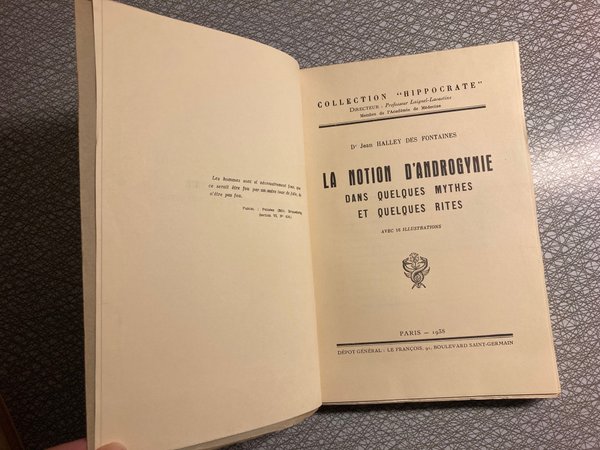 Les hommes sont si nécessairement fous, que
ce serait être fou par un autre tour de folie, de
n'être pas fou.
PASCAL : Pensées (Édit. Brunschvicg
Section VI, Nº 414)
COLLECTION "HIPPOCRATE"
DIRECTEUR : Professeur Laignel-Lavastine
Membre de l'Académie de Médecine
Dr Jean HALLEY DES FONTAINES
LA NOTION D'ANDROGYNIE
DANS QUELQUES MYTHES
ET QUELQUES RITES
AVEC 16 ILLUSTRATIONS
PARIS — 1938
DÉPOT GÉNÉRAL : LE FRANÇOIS, 91, BOULEVARD SAINT-GERMAIN